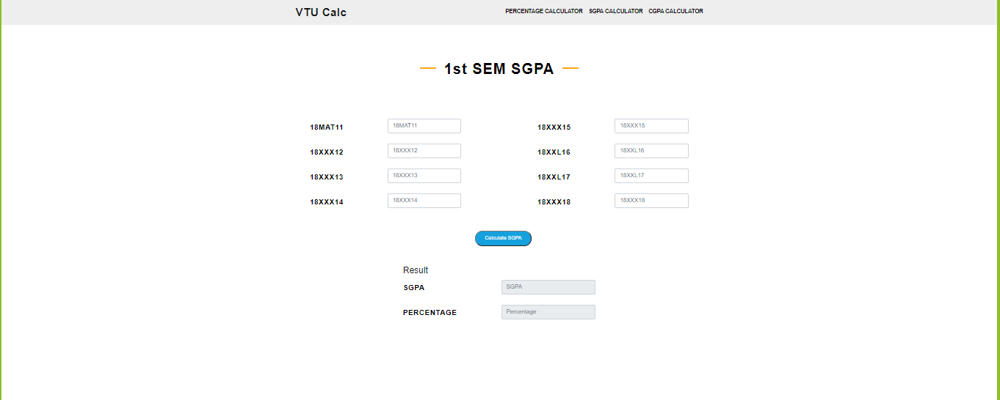 VTU Calc PERCENTAGE CALCULATOR SGPA CALCULATOR CGPA CALCULATOR
1st SEM SGPA
18MAT11 18MAT11 18XXX15 18XXX15
18XXX12 18XXX12 18XXL16 18XXL16
18XXX13 18XXX13 18XXL17 18XXL17
18XXX14 18XXX14 18XXX18 18XXX18
Calculate SGPA
Result
SGPA SGPA
PERCENTAGE Percentage